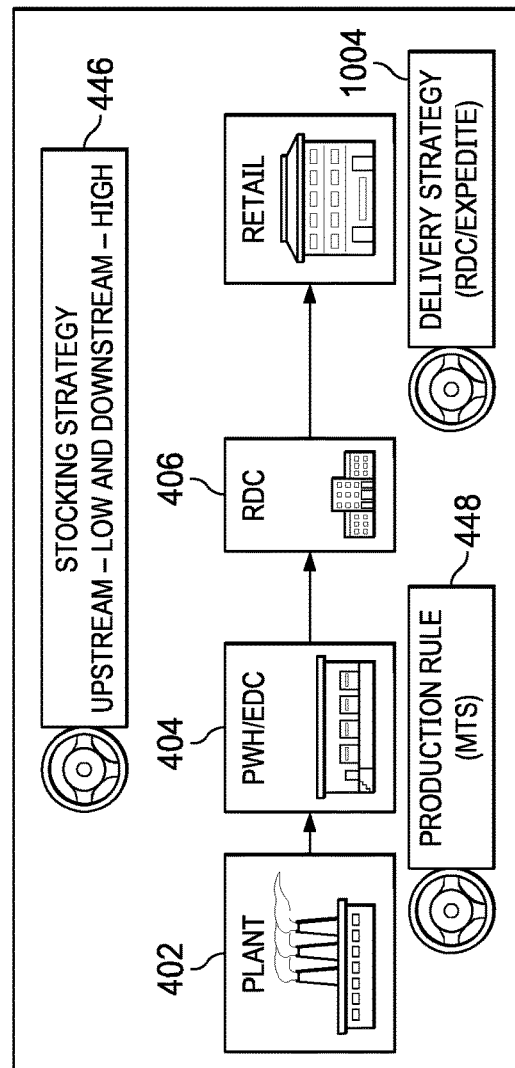 446
STOCKING STRATEGY
UPSTREAM – LOW AND DOWNSTREAM – HIGH
402
PLANT
404
PWH/EDC
406
RDC
RETAIL
448
PRODUCTION RULE
(MTS)
1004
DELIVERY STRATEGY
(RDC/EXPEDITE)